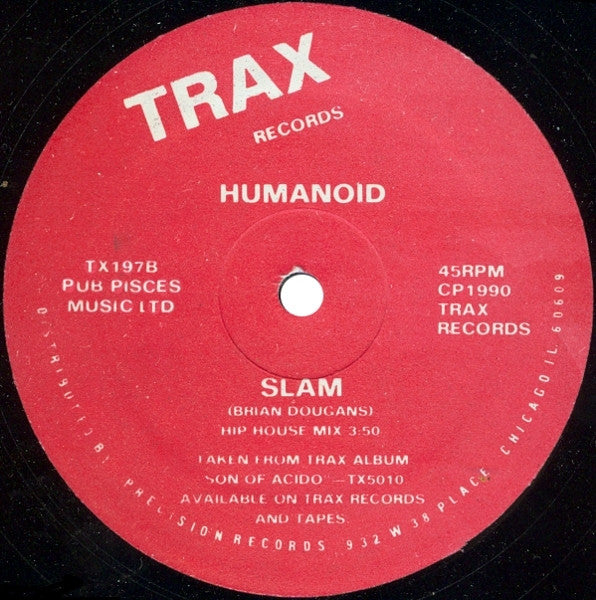 TRAX
RECORDS
HUMANOID
TX197B
PUB PISCES
MUSIC LTD
45RPM
CP1990
TRAX
RECORDS
SLAM
(BRIAN DOUGANS)
HIP HOUSE MIX 3:50
TAKEN FROM TRAX ALBUM
'SON OF ACIDO' —TX5010
AVAILABLE ON TRAX RECORDS
AND TAPES.
PRECISION RECORDS. 932 W 38 PLACE, CHICAGO IL 60609